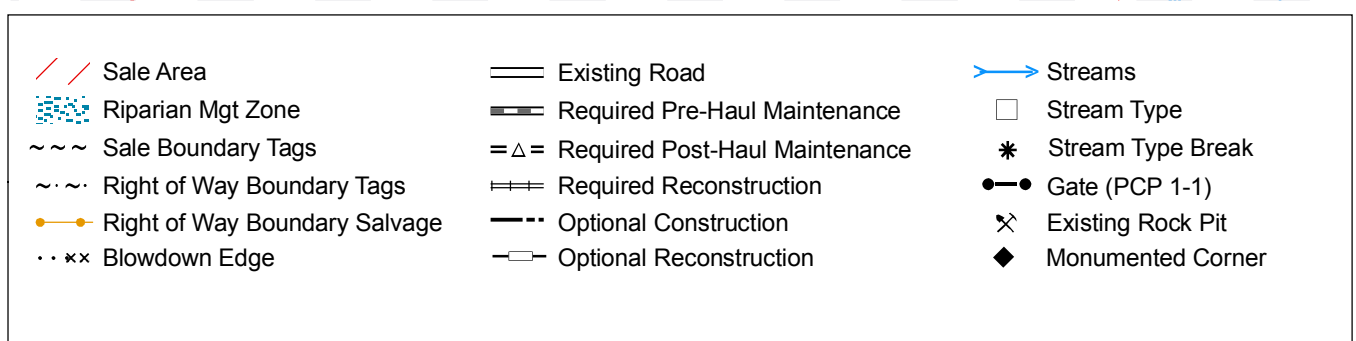 Sale Area
Riparian Mgt Zone
Sale Boundary Tags
Right of Way Boundary Tags
Right of Way Boundary Salvage
Blowdown Edge
Existing Road
Required Pre-Haul Maintenance
Required Post-Haul Maintenance
Required Reconstruction
Optional Construction
Optional Reconstruction
Streams
Stream Type
Stream Type Break
Gate (PCP 1-1)
Existing Rock Pit
Monumented Corner